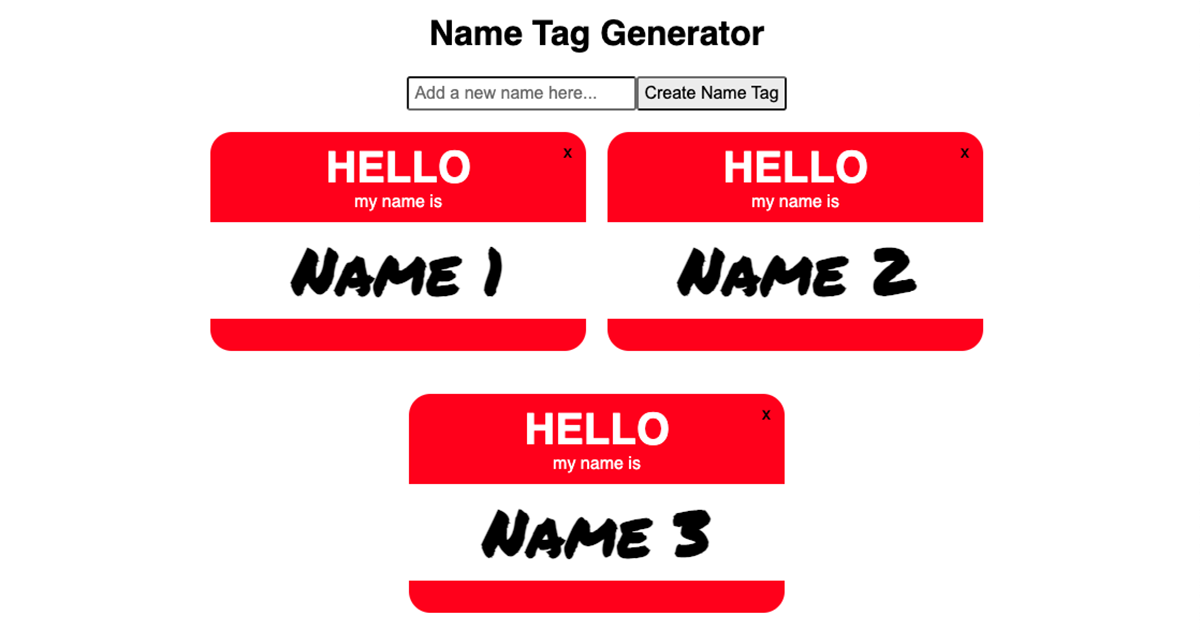 Name Tag Generator
Add a new name here... Create Name Tag
x
HELLO
my name is
Name 1
x
HELLO
my name is
Name 2
x
HELLO
my name is
Name 3